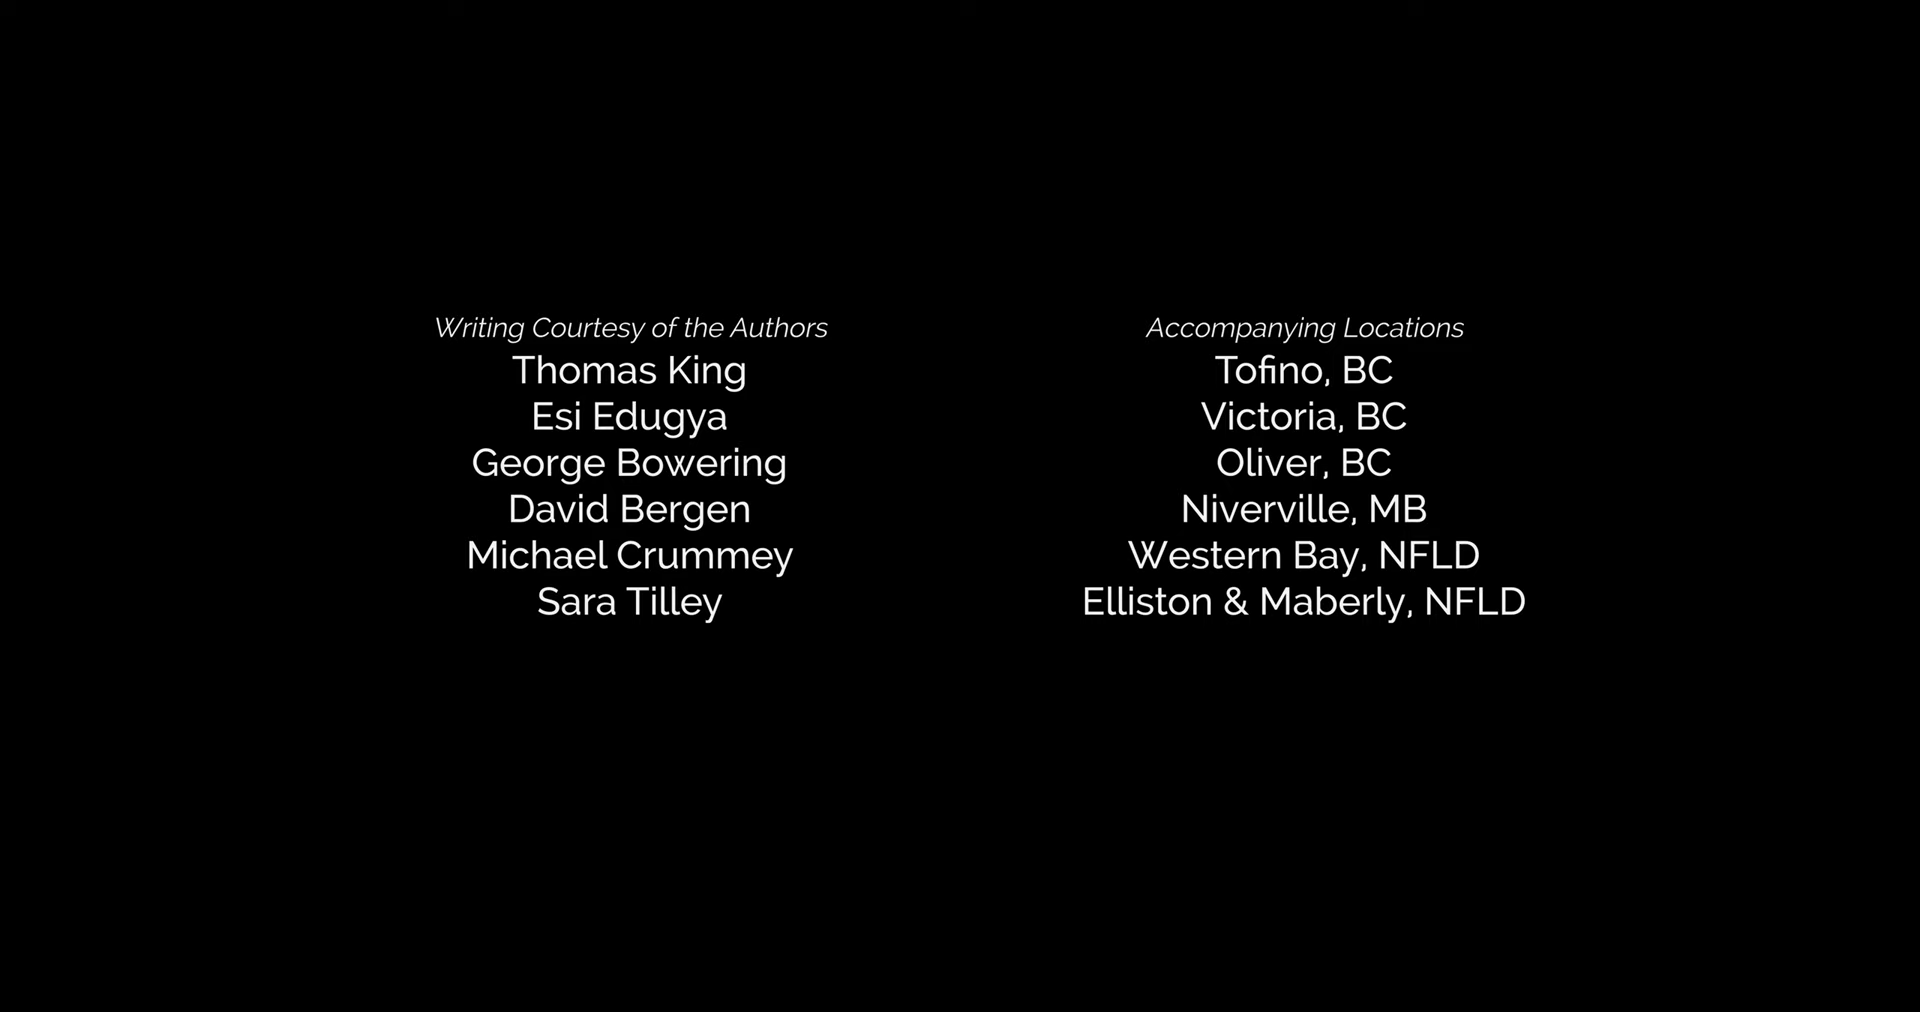 Writing Courtesy of the Authors
Thomas King
Esi Edugya
George Bowering
David Bergen
Michael Crummey
Sara Tilley
Accompanying Locations
Tofino, BC
Victoria, BC
Oliver, BC
Niverville, MB
Western Bay, NFLD
Elliston & Maberly, NFLD